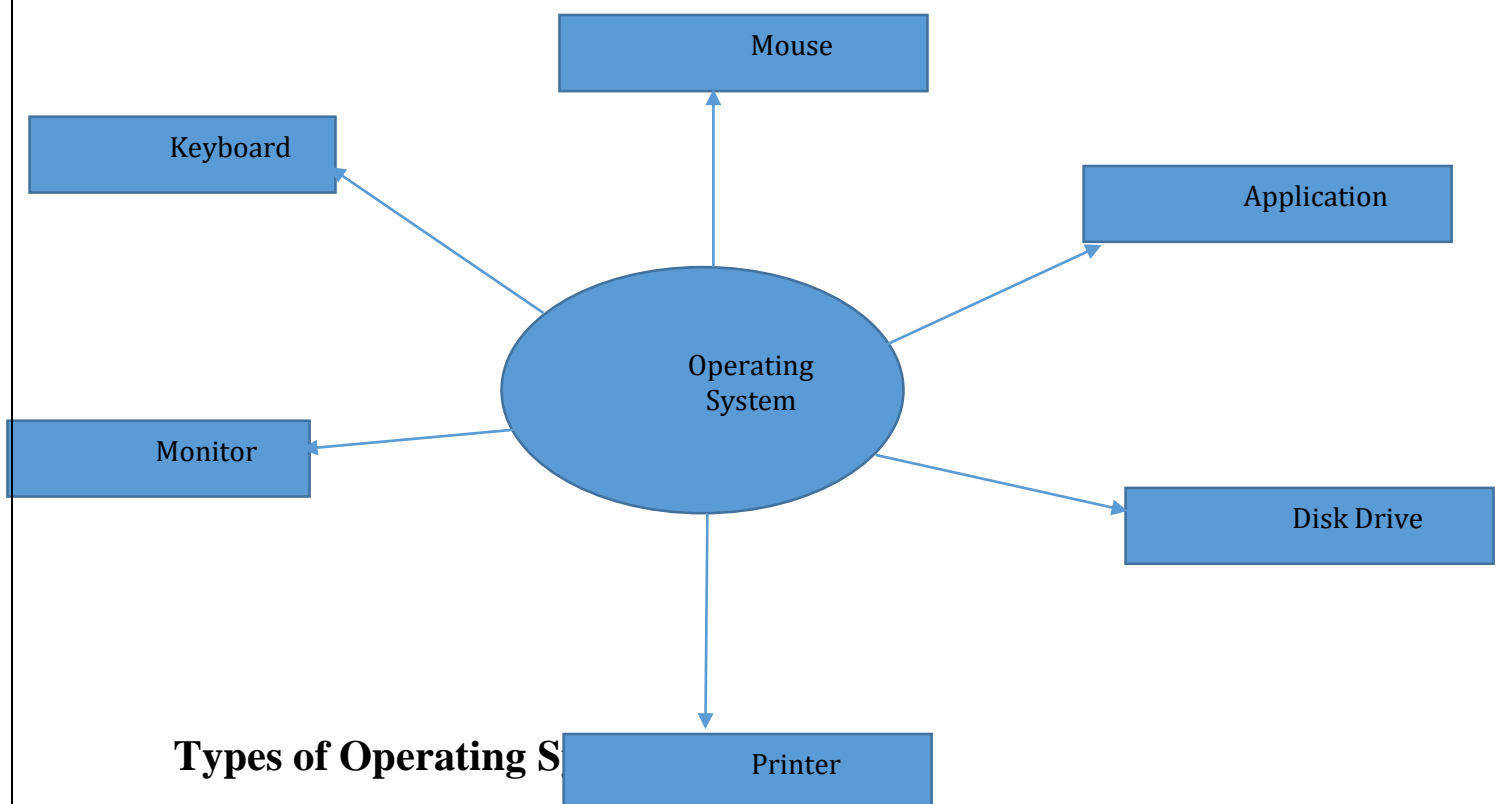 Mouse
Keyboard
Application
Operating
System
Monitor
Disk Drive
Types of Operating
Printer